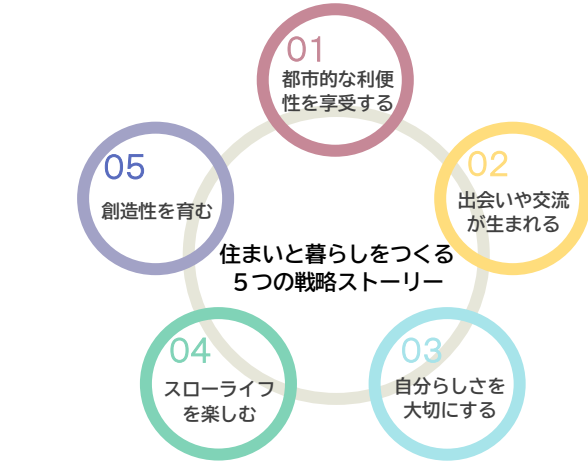 01
都市的な利便
性を享受する
02
出会いや交流
が生まれる
03
自分らしさを
大切にする
04
スローライフ
を楽しむ
05
創造性を育む
住まいと暮らしをつくる
５つの戦略ストーリー